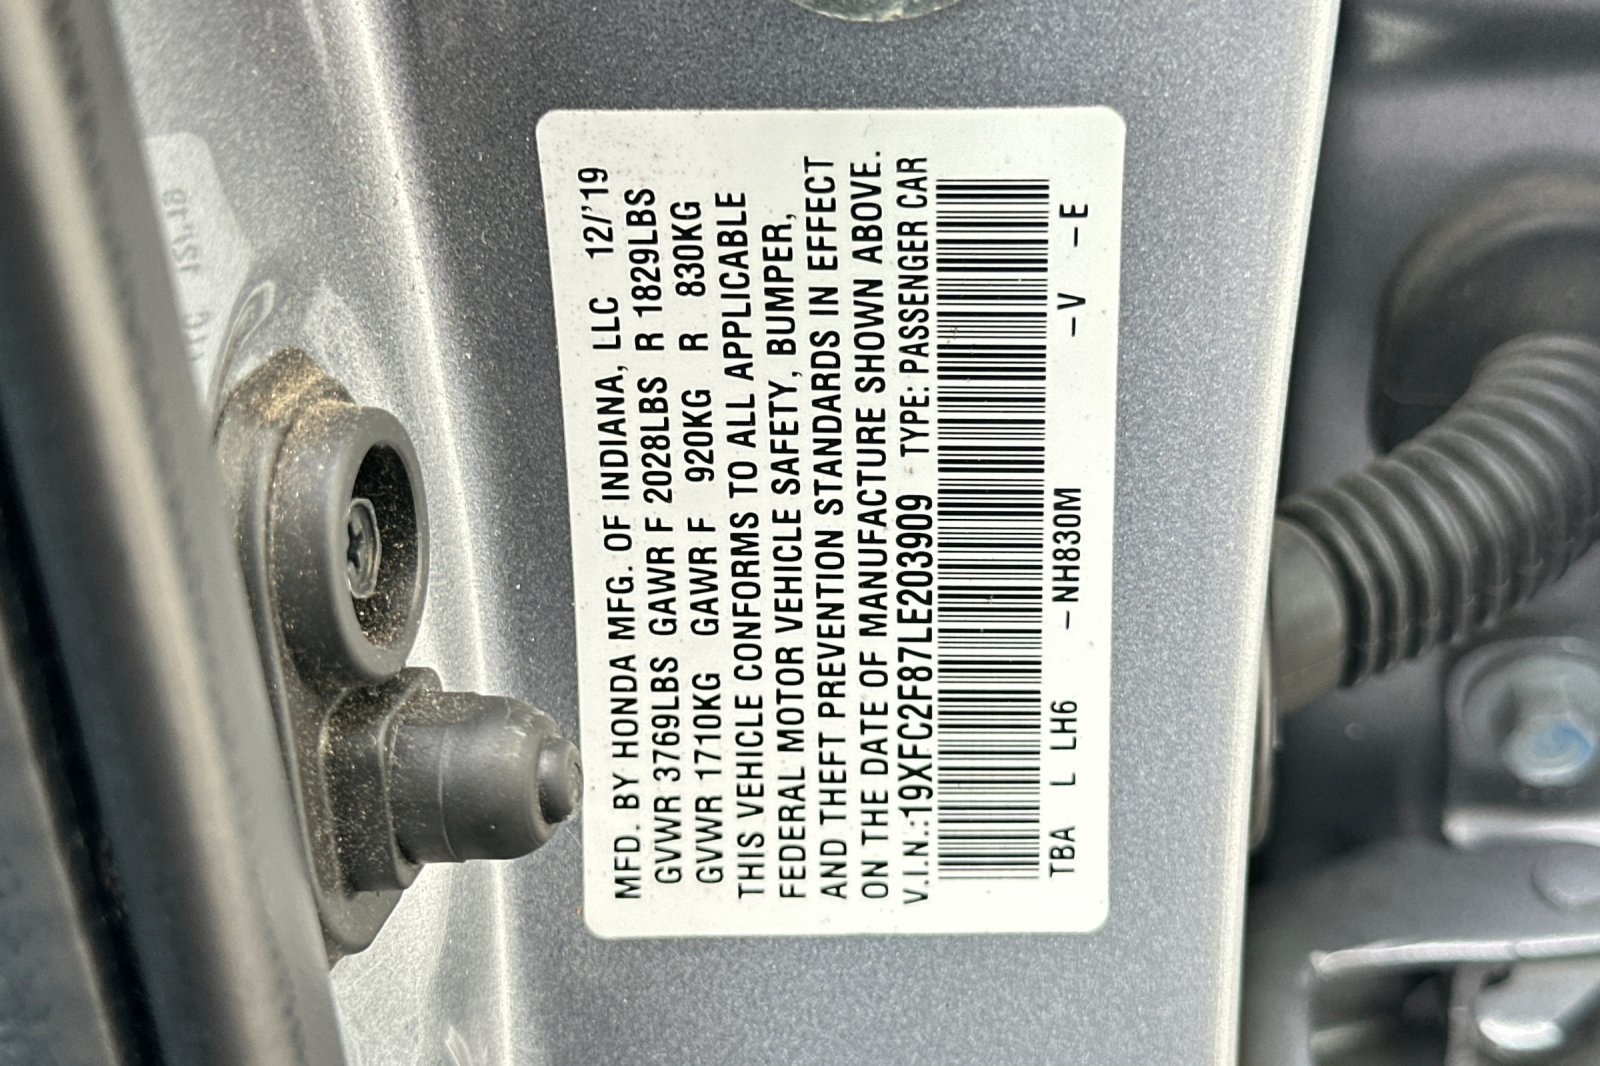 MFD. BY HONDA MFG. OF INDIANA, LLC 12/'19
GVWR 3769LBS GAWR F 2028LBS R 1829LBS
GVWR 1710KG GAWR F 920KG R 830KG
THIS VEHICLE CONFORMS TO ALL APPLICABLE
FEDERAL MOTOR VEHICLE SAFETY, BUMPER,
AND THEFT PREVENTION STANDARDS IN EFFECT
ON THE DATE OF MANUFACTURE SHOWN ABOVE.
V.I.N.:19XFC2F87LE203909 TYPE: PASSENGER CAR
TBA L LH6 -NH830M -V -E